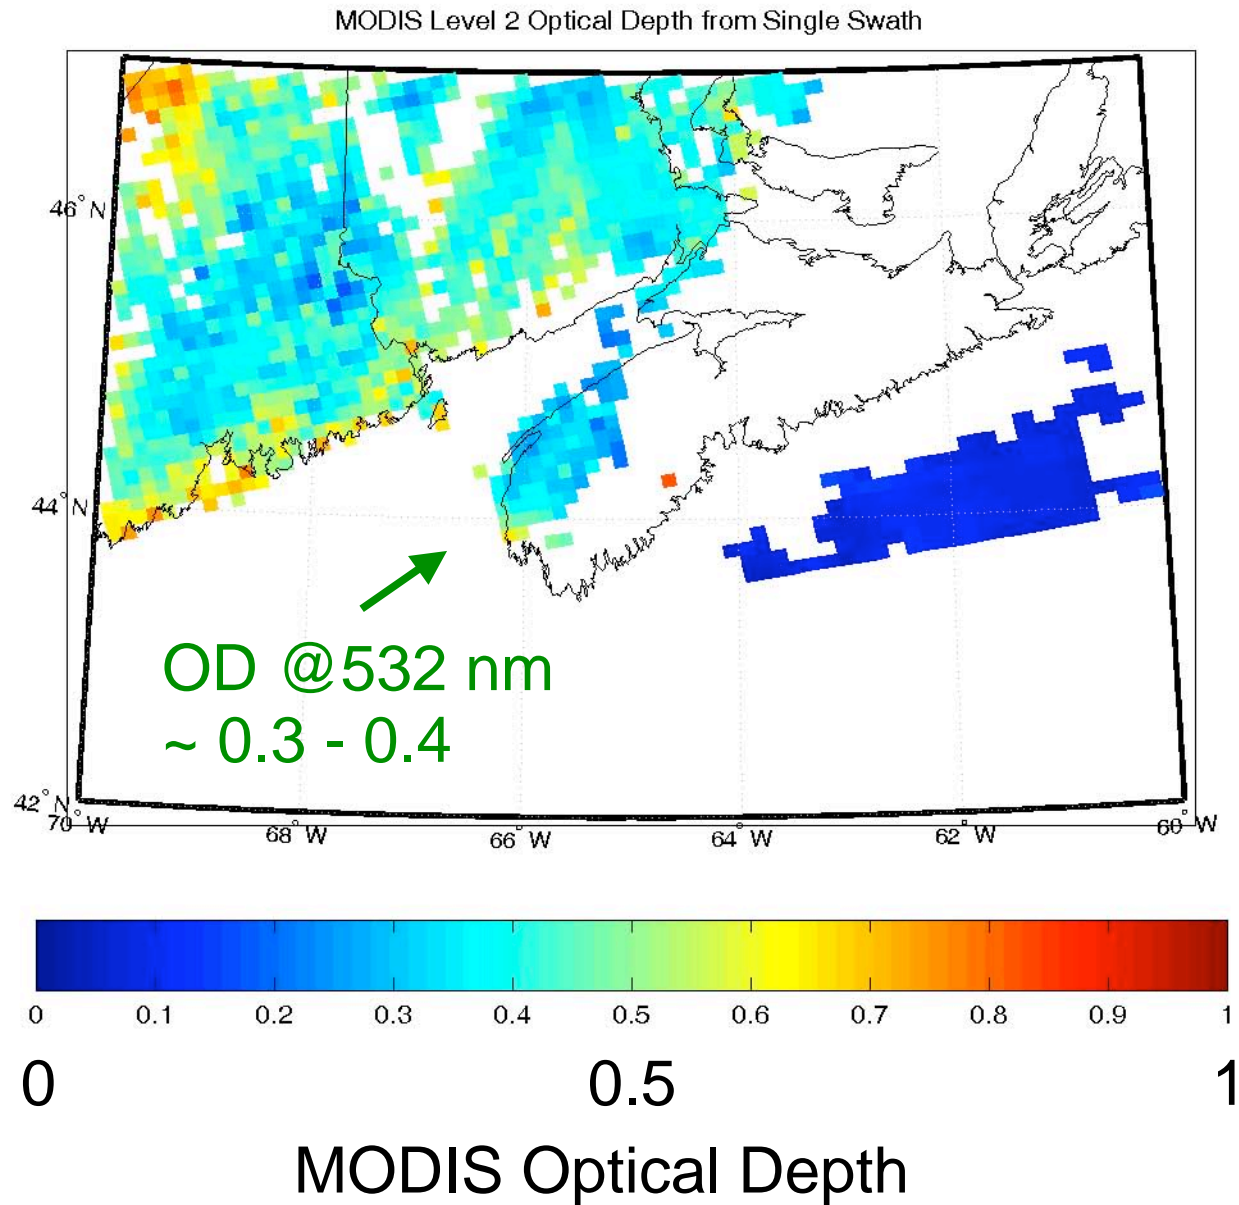 MODIS Level 2 Optical Depth from Single Swath
46°N
44°N
42°N
70°W
68°W
66°W
64°W
62°W
60°W
OD @532 nm
~ 0.3 - 0.4
0 0.1 0.2 0.3 0.4 0.5 0.6 0.7 0.8 0.9 1
0 0.5 1
MODIS Optical Depth